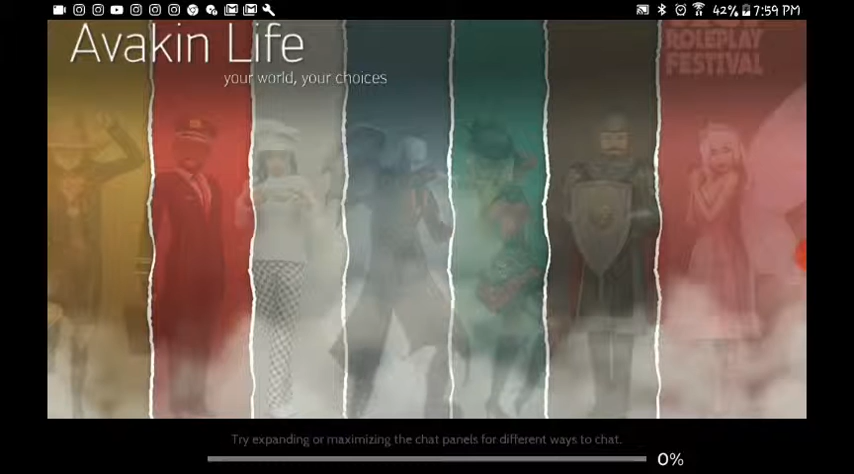 42% 7:59 PM
Avakin Life
your world, your choices
ROLEPLAY
FESTIVAL
Try expanding or maximizing the chat panels for different ways to chat.
0%